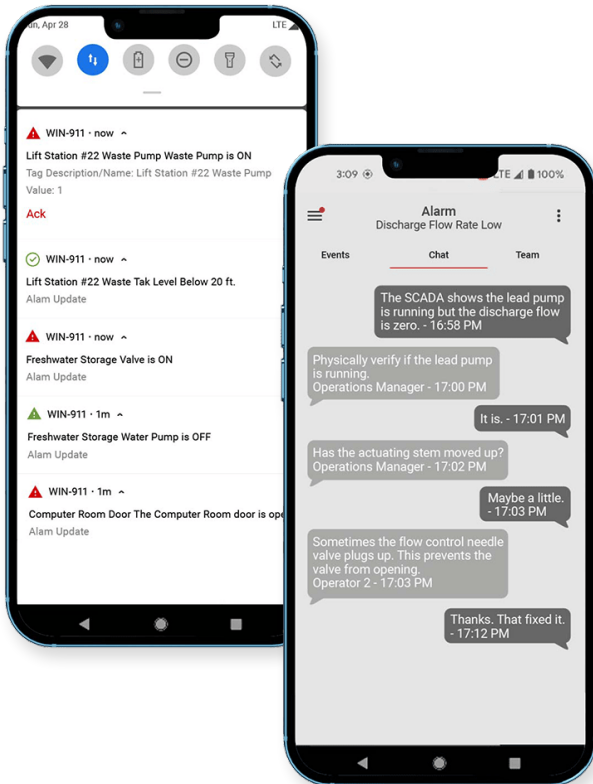 un, Apr 28
LTE
WIN-911 · now
Lift Station #22 Waste Pump Waste Pump is ON
Tag Description/Name: Lift Station #22 Waste Pump
Value: 1
Ack
WIN-911 · now
Lift Station #22 Waste Tak Level Below 20 ft.
Alam Update
WIN-911 · now
Freshwater Storage Valve is ON
Alam Update
WIN-911 · 1m
Freshwater Storage Water Pump is OFF
Alam Update
WIN-911 · 1m
Computer Room Door The Computer Room door is ope
Alam Update
3:09
LTE
100%
Alarm
Discharge Flow Rate Low
Events
Chat
Team
The SCADA shows the lead pump
is running but the discharge flow
is zero. - 16:58 PM
Physically verify if the lead pump
is running.
Operations Manager - 17:00 PM
It is. - 17:01 PM
Has the actuating stem moved up?
Operations Manager - 17:02 PM
Maybe a little.
- 17:03 PM
Sometimes the flow control needle
valve plugs up. This prevents the
valve from opening.
Operator 2 - 17:03 PM
Thanks. That fixed it.
- 17:12 PM